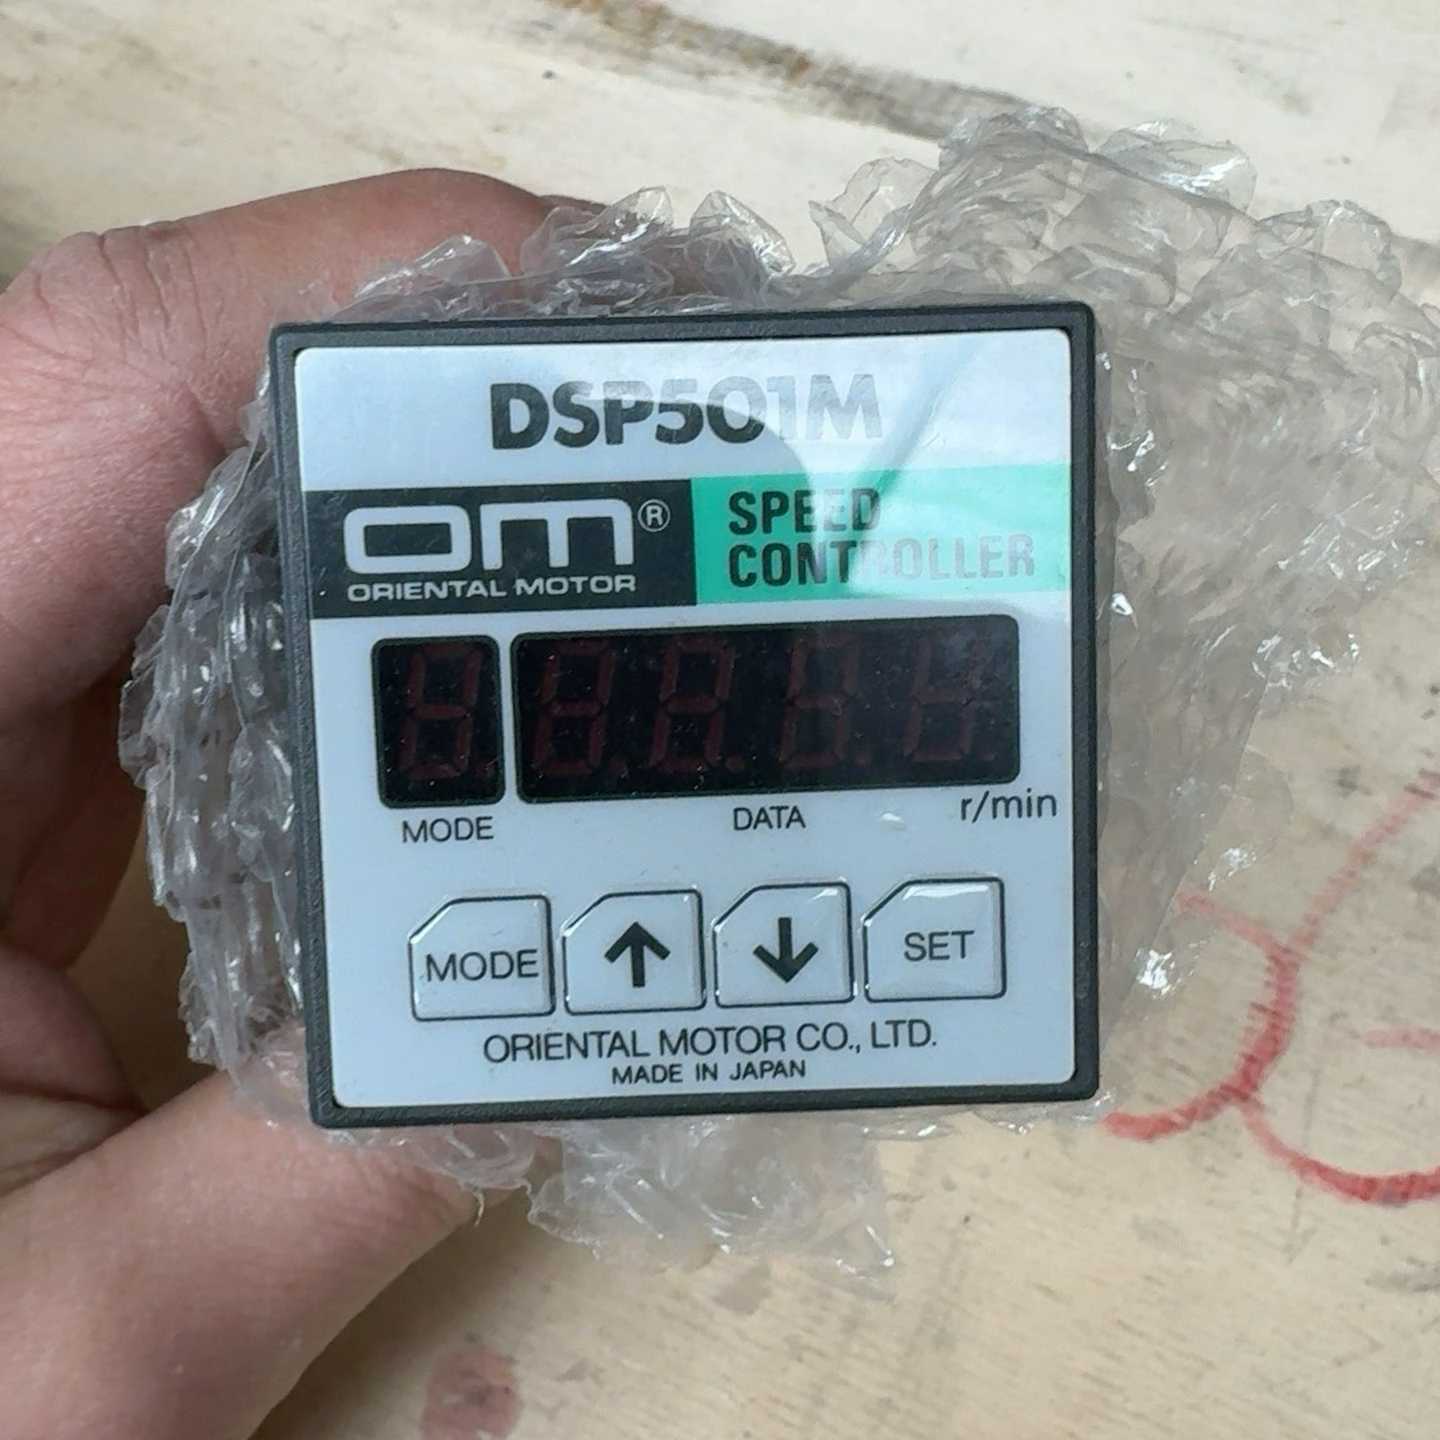 DSP501M
om®
ORIENTAL MOTOR
SPEED
CONTROLLER
MODE
DATA
r/min
MODE ↑ ↓ SET
ORIENTAL MOTOR CO., LTD.
MADE IN JAPAN